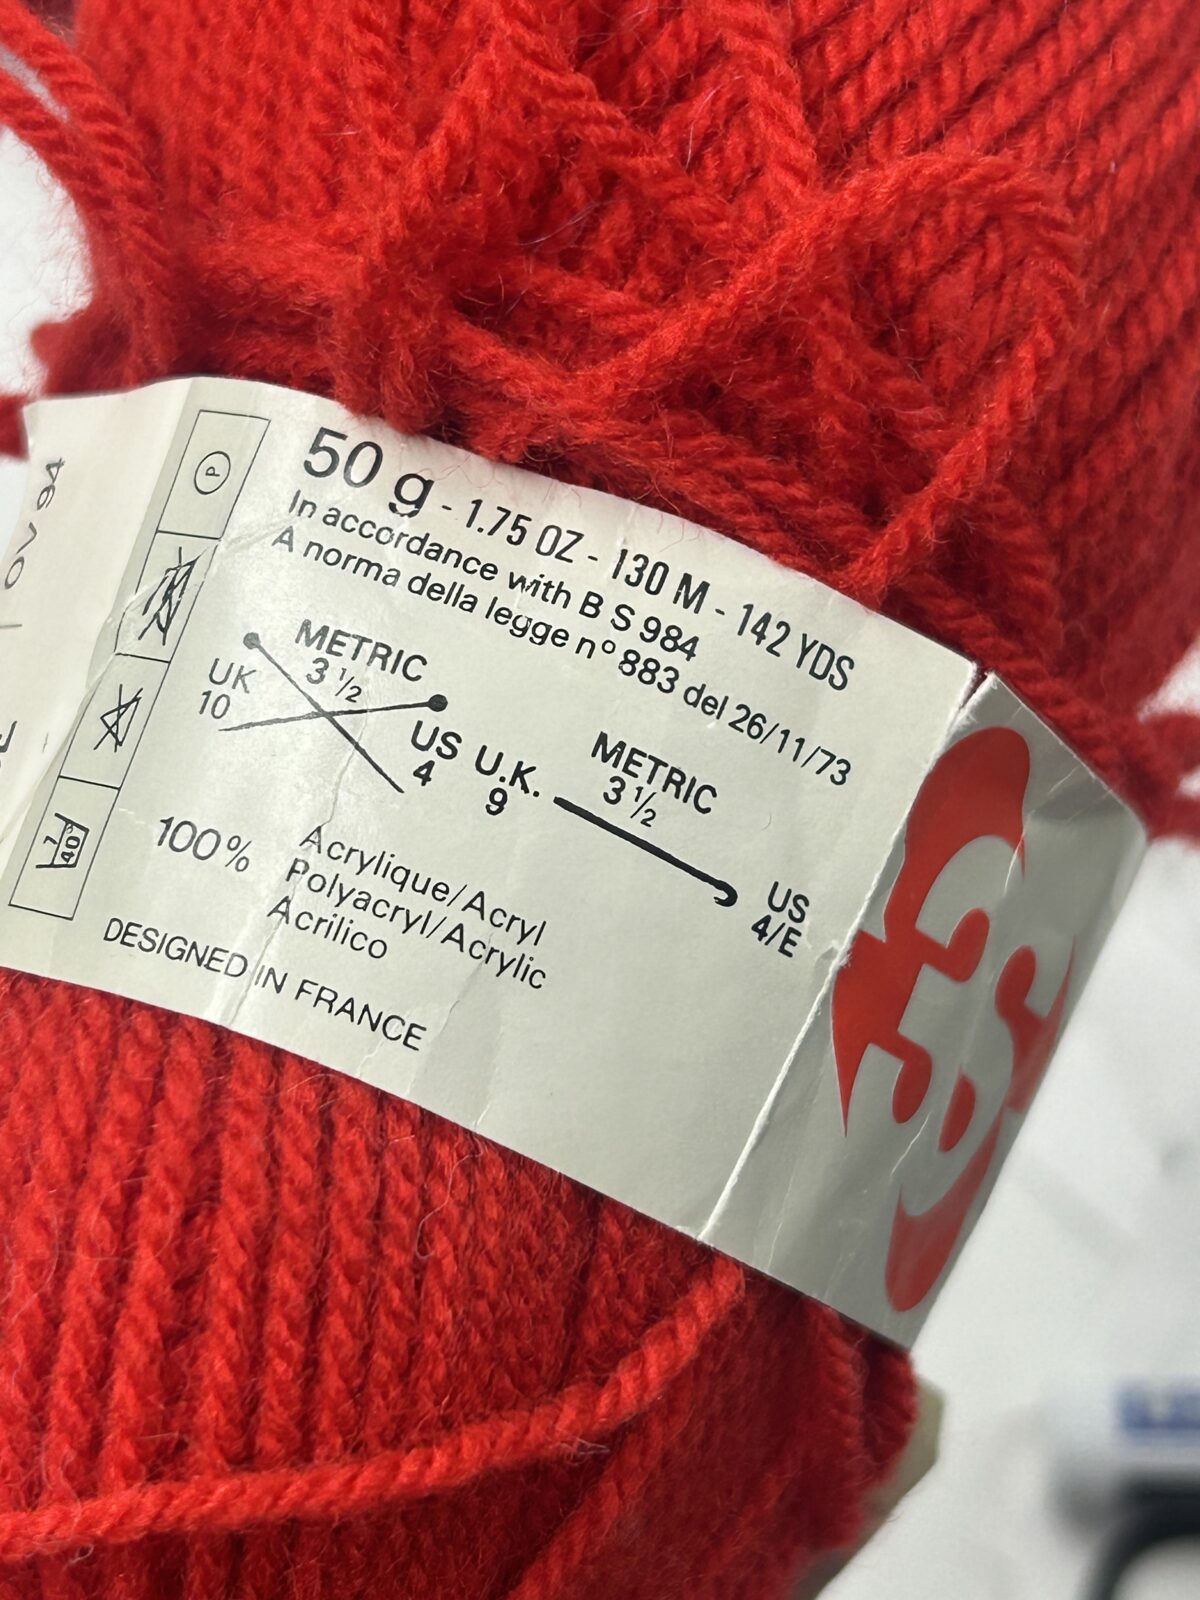 50 g - 1.75 OZ - 130 M - 142 YDS
In accordance with B S 984
A norma della legge n° 883 del 26/11/73
METRIC
3 ½
UK
10
US
4
U.K.
9
METRIC
3 ½
US
4/E
100%
Acrylique/Acryl
Polyacryl/Acrylic
Acrilico
DESIGNED IN FRANCE
P
7
40°